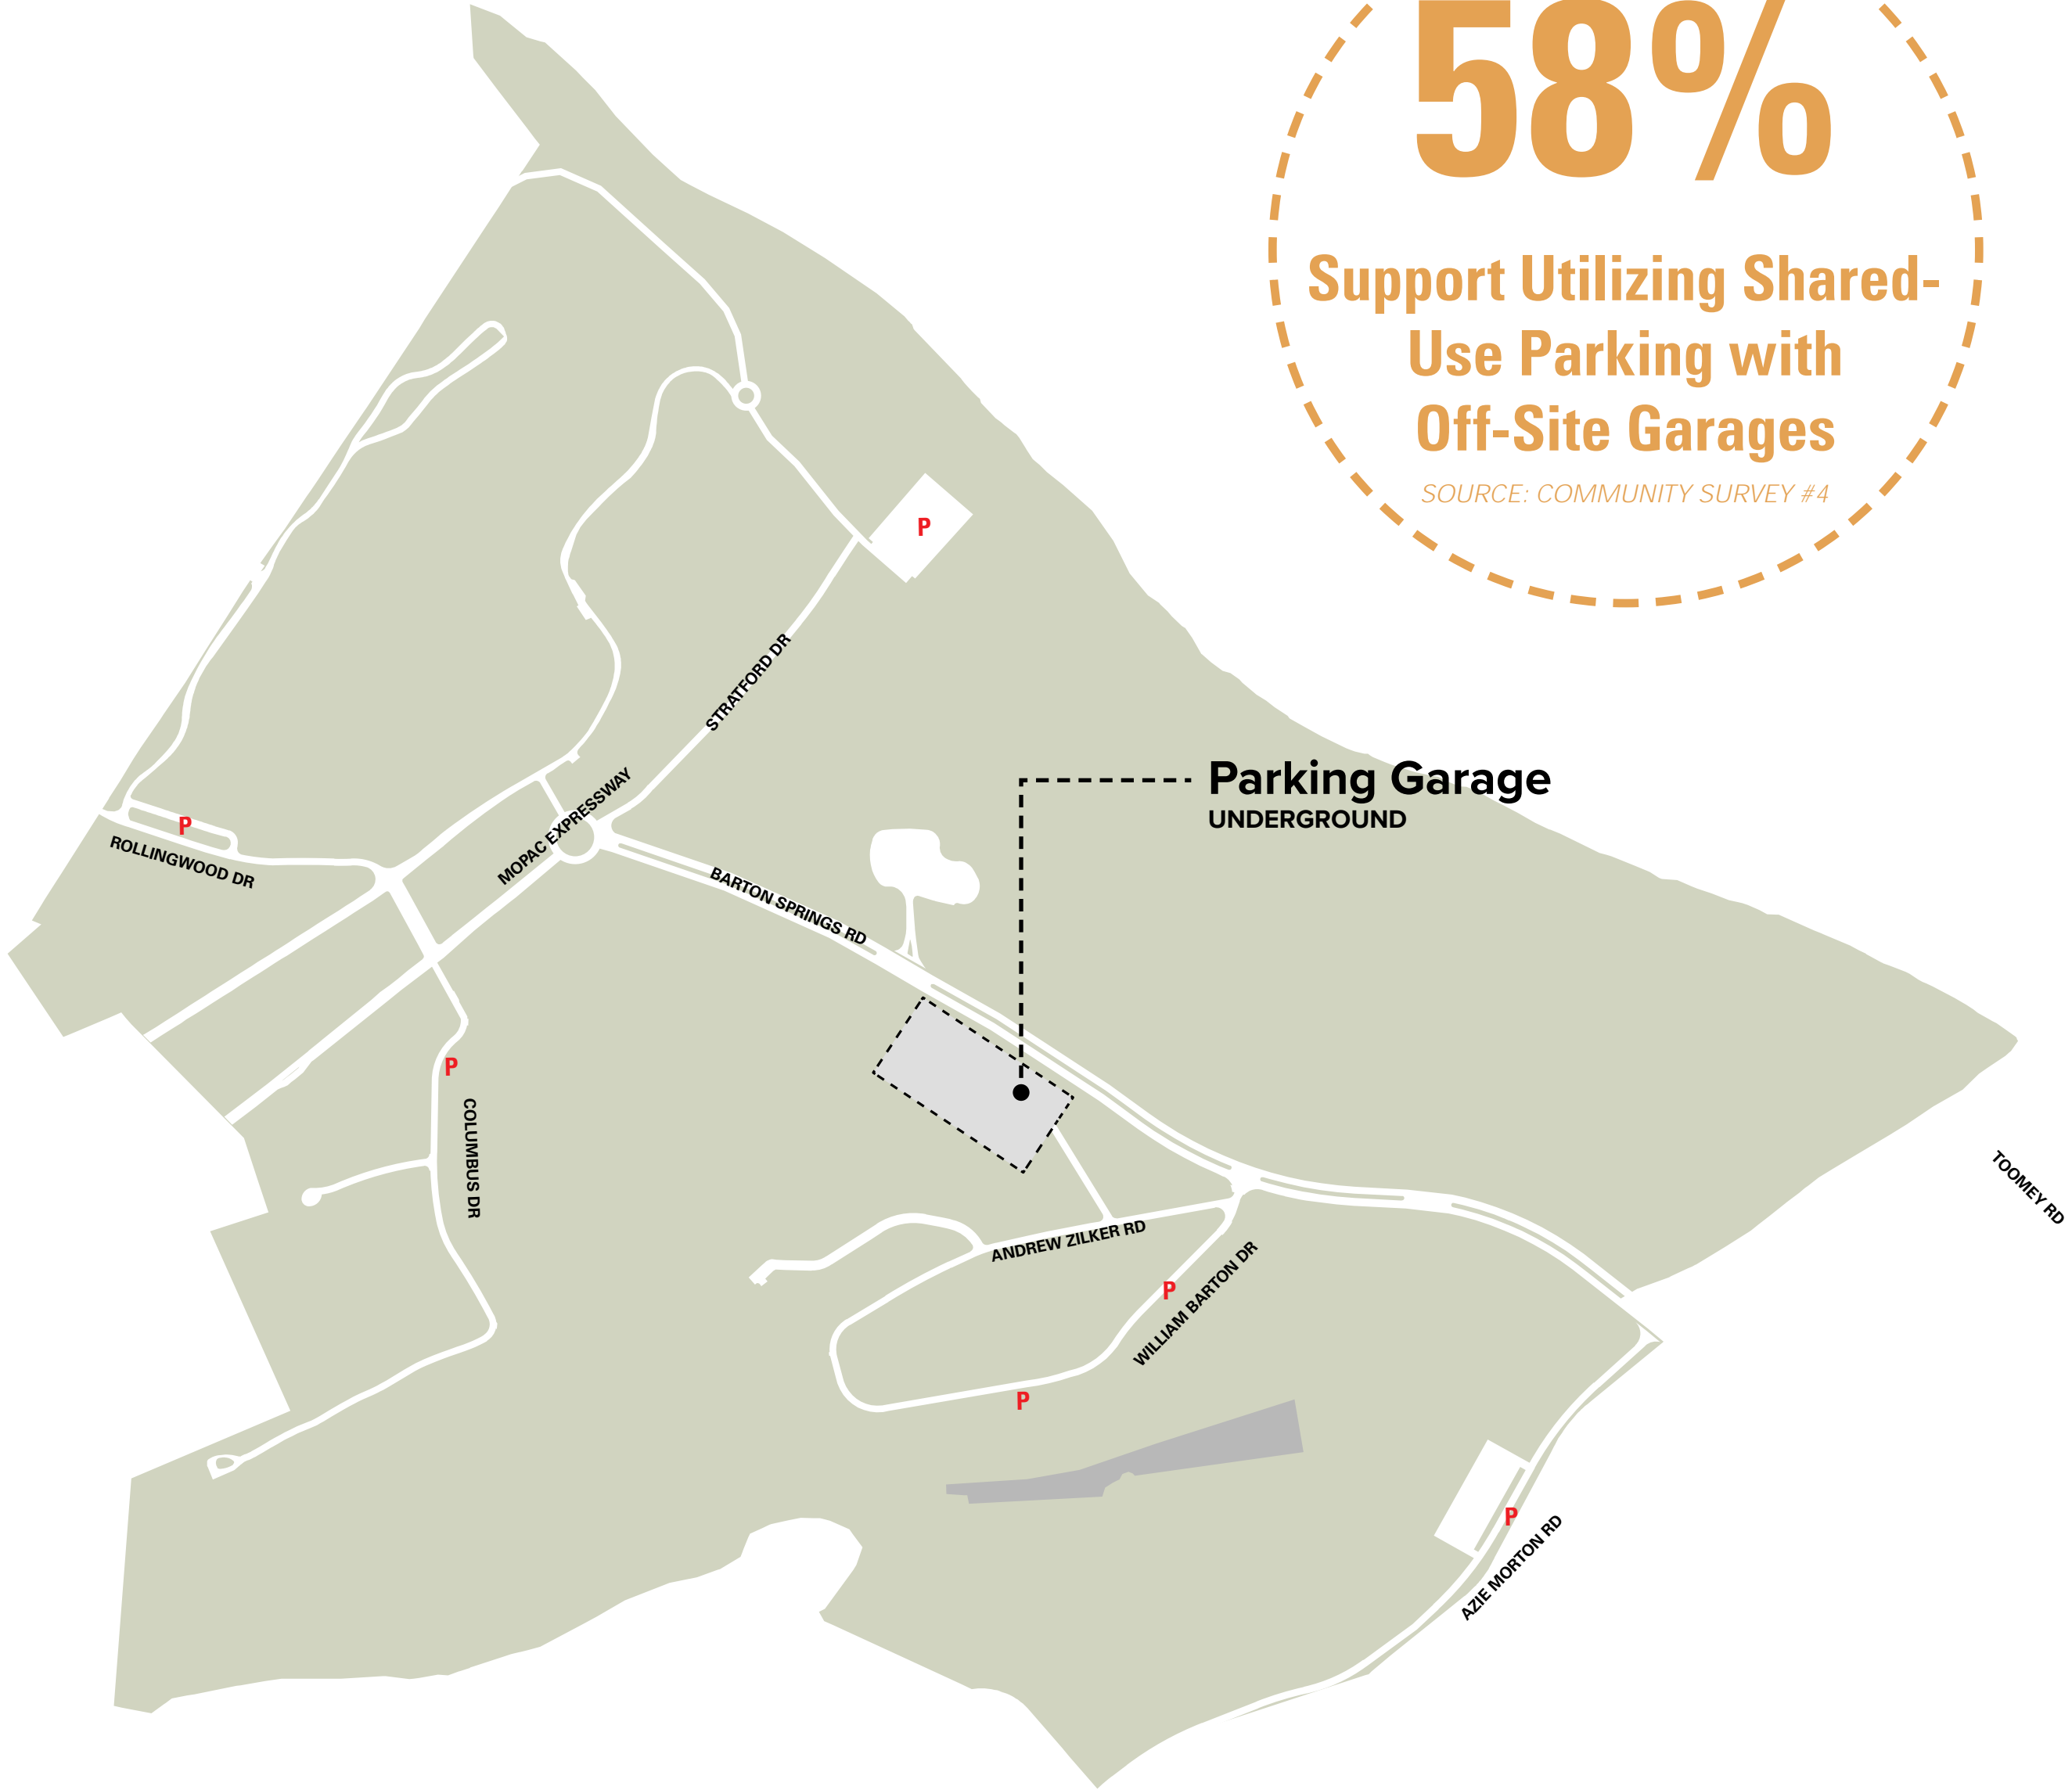 58%
Support Utilizing Shared-
Use Parking with
Off-Site Garages
SOURCE: COMMUNITY SURVEY #4
P
STRATFORD DR
MOPAC EXPRESSWAY
Parking Garage
UNDERGROUND
P
ROLLINGWOOD DR
BARTON SPRINGS RD
P
COLUMBUS DR
TOOMEY RD
ANDREW ZILKER RD
P
WILLIAM BARTON DR
P
P
AZIE MORTON RD